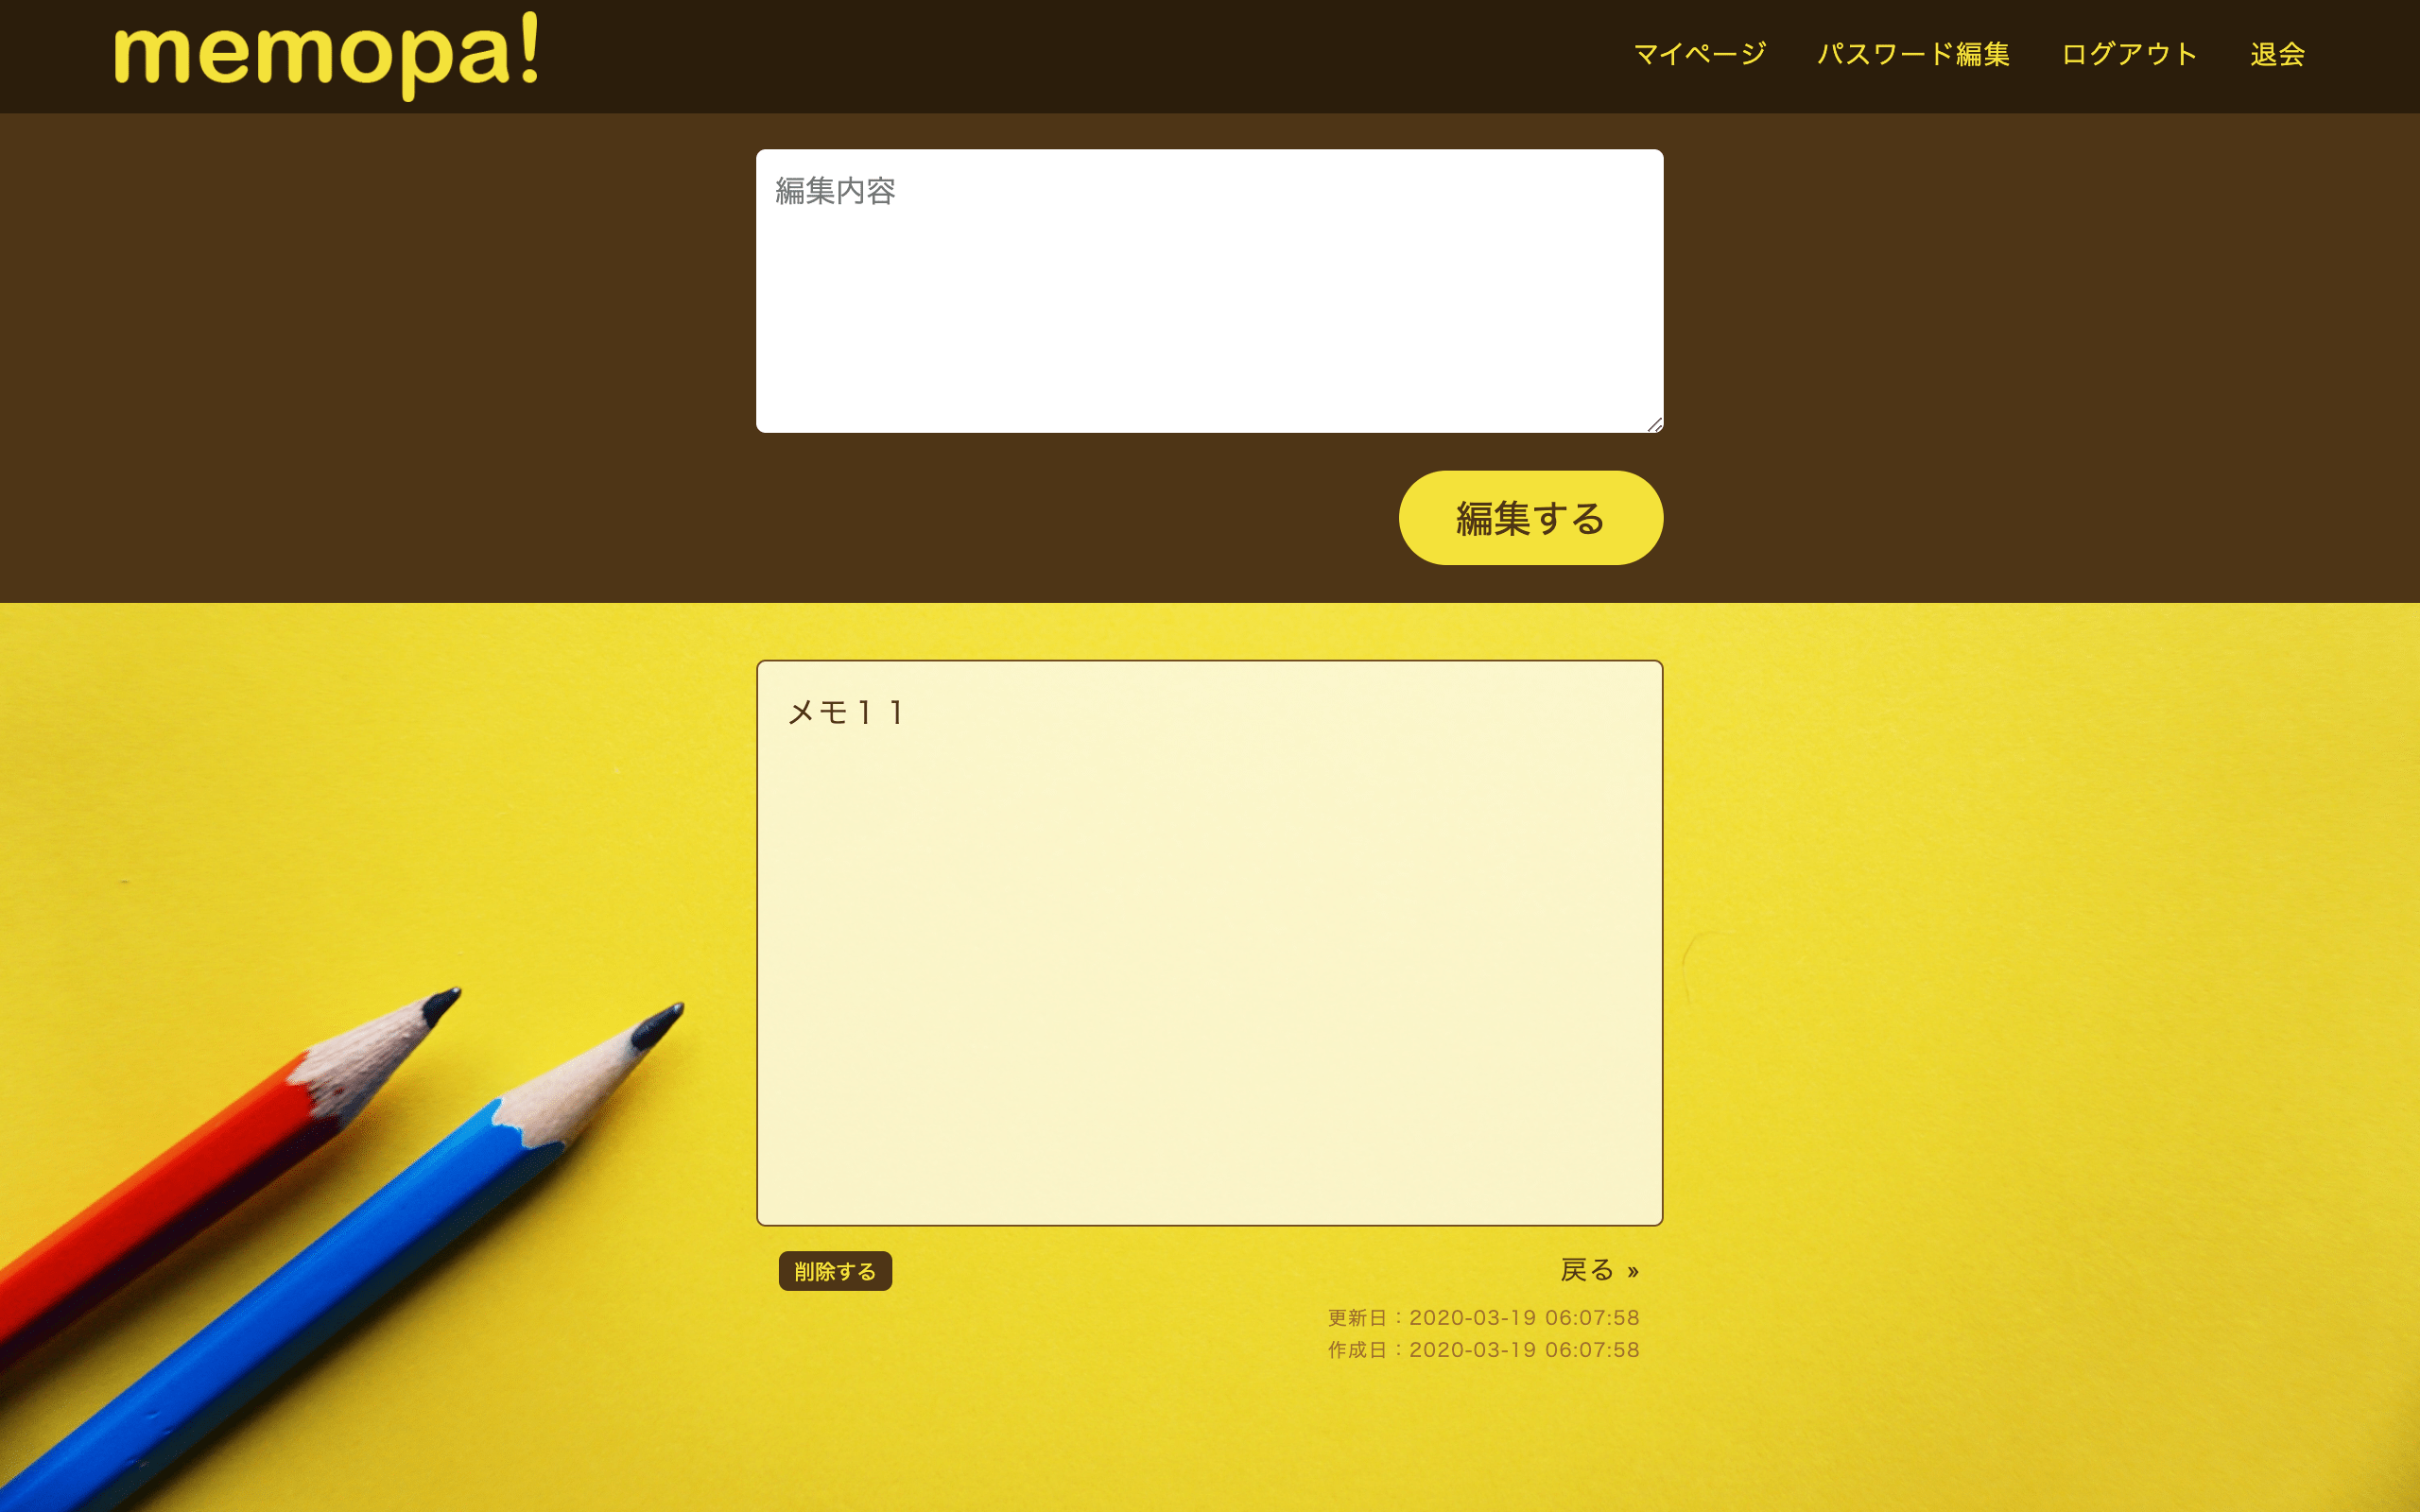 memopa!
マイページ パスワード編集 ログアウト 退会
編集内容
編集する
メモ１１
削除する 戻る »
更新日：2020-03-19 06:07:58
作成日：2020-03-19 06:07:58